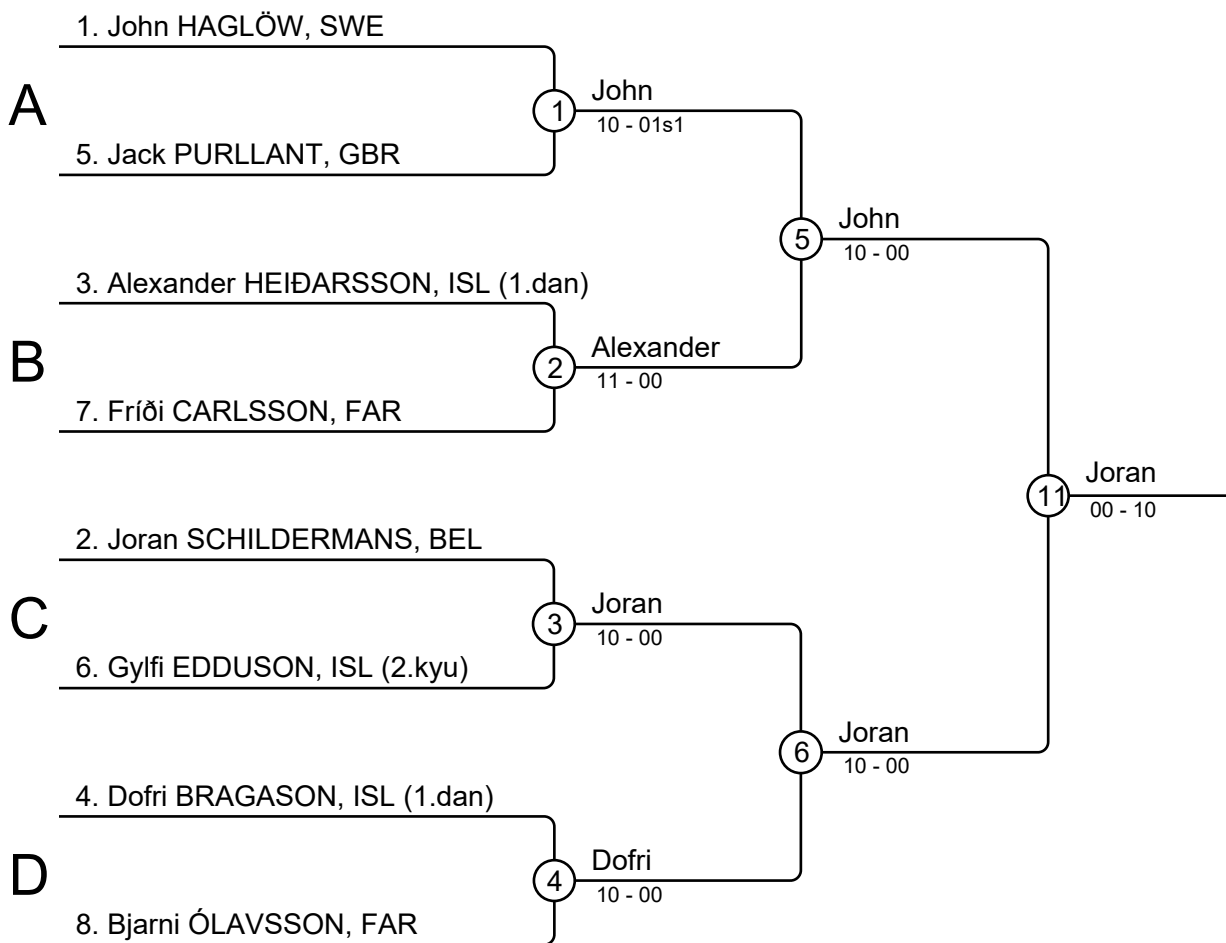 1. John HAGLÖW, SWE
A
1
John
10 - 01s1
5. Jack PURLLANT, GBR
5
John
10 - 00
3. Alexander HEIÐARSSON, ISL (1.dan)
B
2
Alexander
11 - 00
7. Fríði CARLSSON, FAR
11
Joran
00 - 10
2. Joran SCHILDERMANS, BEL
C
3
Joran
10 - 00
6. Gylfi EDDUSON, ISL (2.kyu)
6
Joran
10 - 00
4. Dofri BRAGASON, ISL (1.dan)
D
4
Dofri
10 - 00
8. Bjarni ÓLAVSSON, FAR